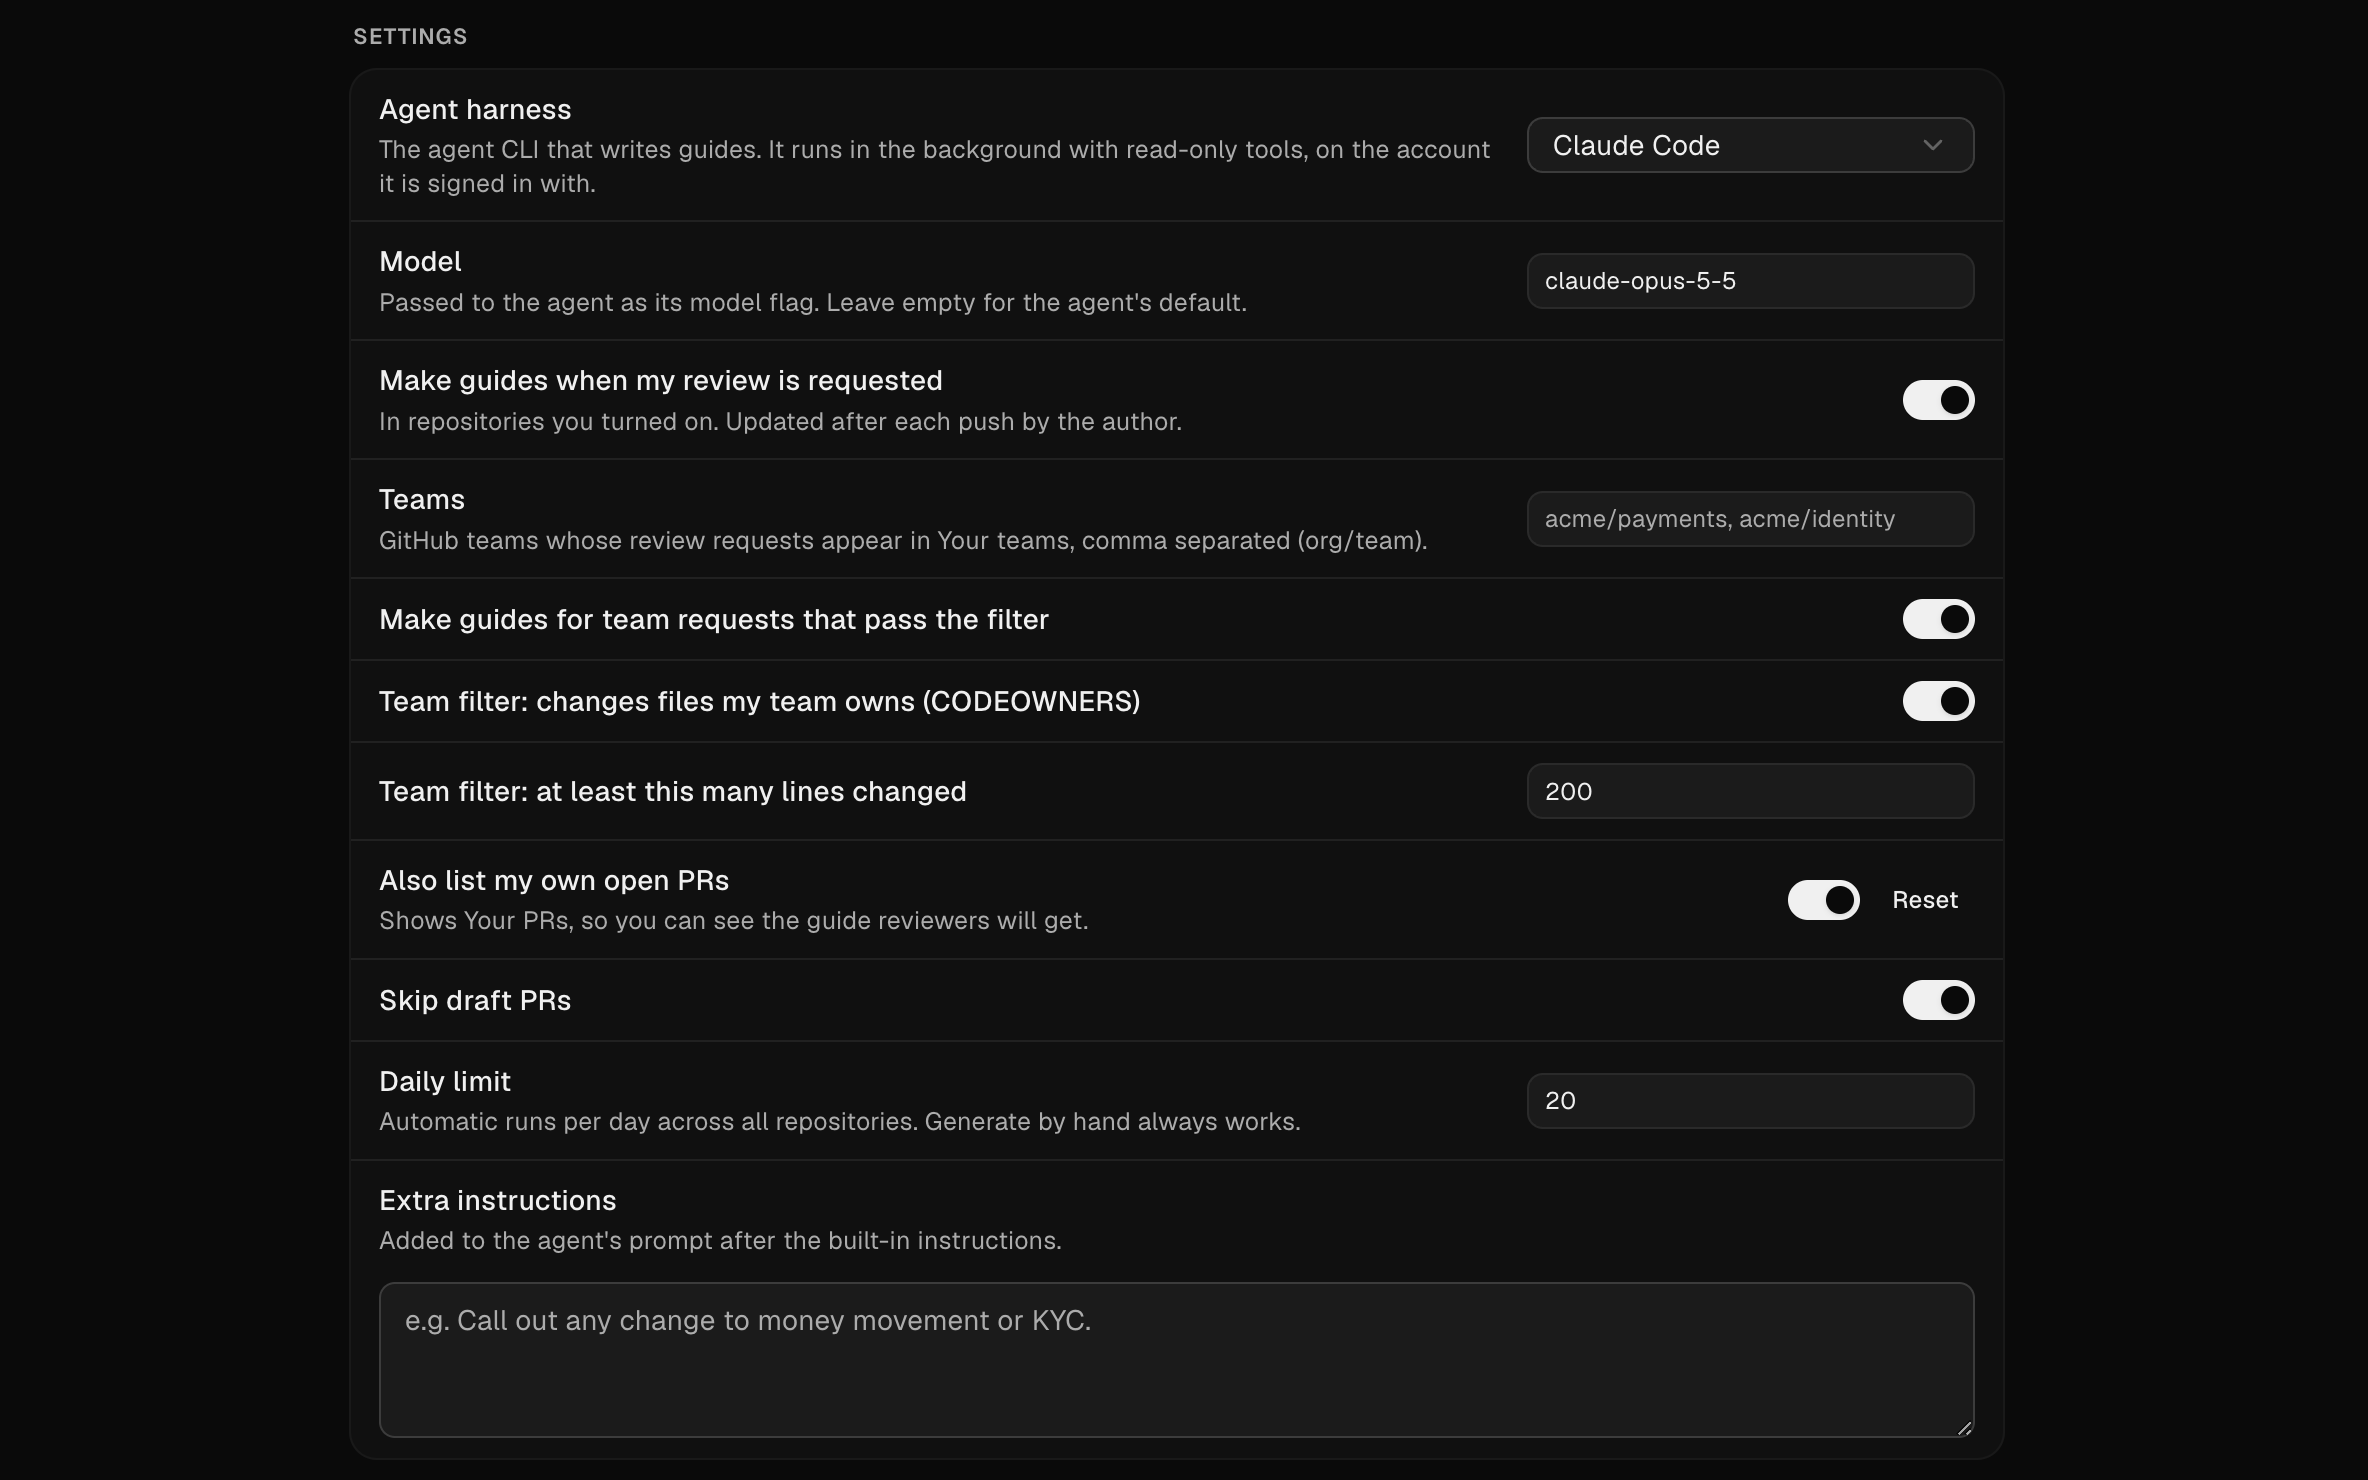 SETTINGS
Agent harness
The agent CLI that writes guides. It runs in the background with read-only tools, on the account
it is signed in with.
Claude Code
Model
Passed to the agent as its model flag. Leave empty for the agent's default.
claude-opus-5-5
Make guides when my review is requested
In repositories you turned on. Updated after each push by the author.
Teams
GitHub teams whose review requests appear in Your teams, comma separated (org/team).
acme/payments, acme/identity
Make guides for team requests that pass the filter
Team filter: changes files my team owns (CODEOWNERS)
Team filter: at least this many lines changed
200
Also list my own open PRs
Shows Your PRs, so you can see the guide reviewers will get.
Reset
Skip draft PRs
Daily limit
Automatic runs per day across all repositories. Generate by hand always works.
20
Extra instructions
Added to the agent's prompt after the built-in instructions.
e.g. Call out any change to money movement or KYC.